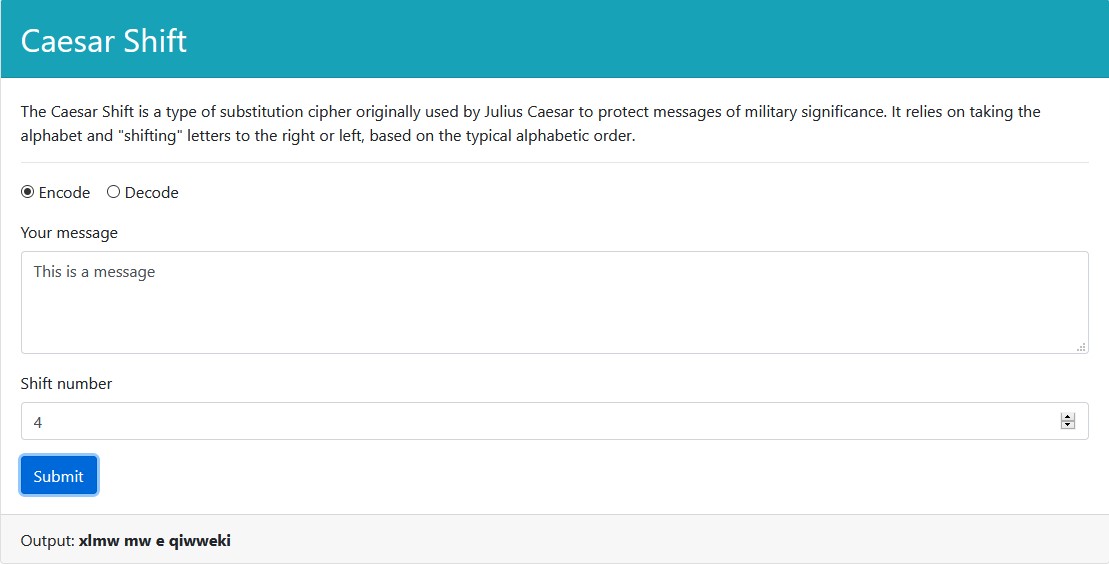 Caesar Shift
The Caesar Shift is a type of substitution cipher originally used by Julius Caesar to protect messages of military significance. It relies on taking the
alphabet and "shifting" letters to the right or left, based on the typical alphabetic order.
Encode Decode
Your message
This is a message
Shift number
4
Submit
Output: xlmw mw e qiwweki